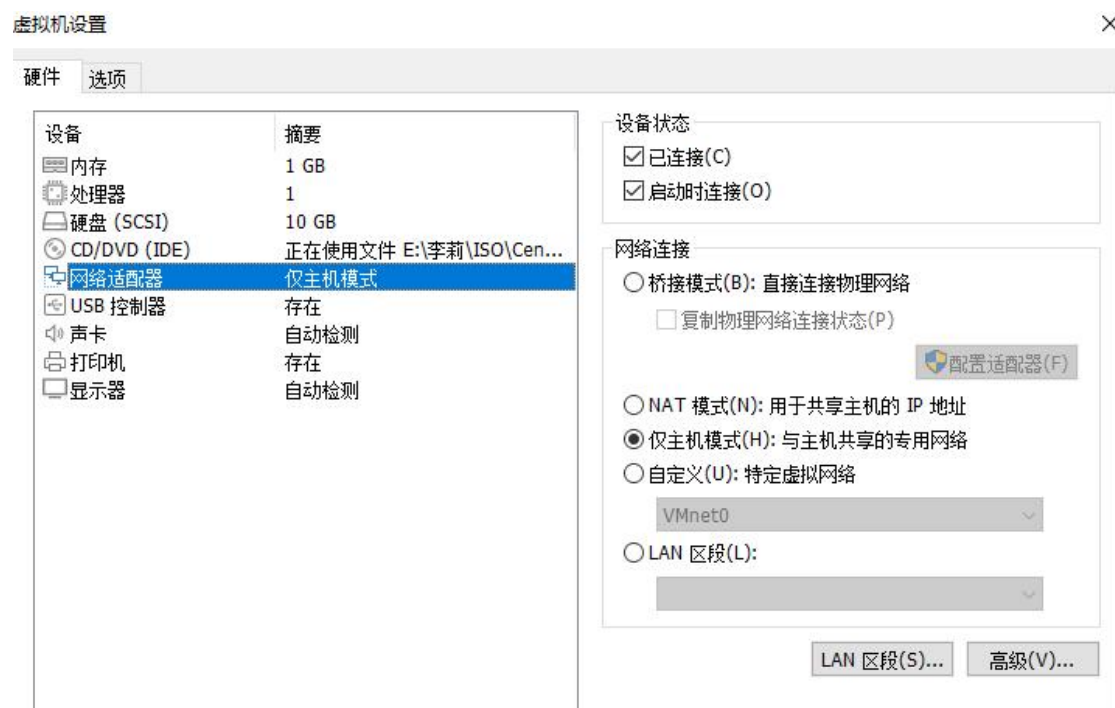 虚拟机设置
硬件
选项
设备 摘要
内存 1 GB
处理器 1
硬盘 (SCSI) 10 GB
CD/DVD (IDE) 正在使用文件 E:\李莉\ISO\Cen...
网络适配器 仅主机模式
USB 控制器 存在
声卡 自动检测
打印机 存在
显示器 自动检测
设备状态
已连接(C)
启动时连接(O)
网络连接
桥接模式(B): 直接连接物理网络
复制物理网络连接状态(P)
配置适配器(F)
NAT 模式(N): 用于共享主机的 IP 地址
仅主机模式(H): 与主机共享的专用网络
自定义(U): 特定虚拟网络
VMnet0
LAN 区段(L):
LAN 区段(S)...
高级(V)...